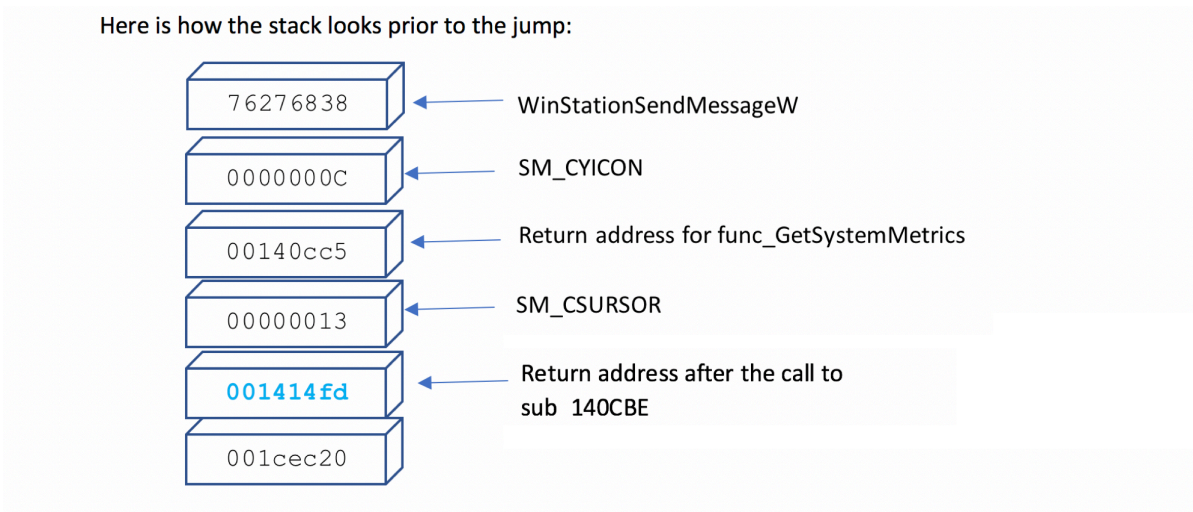 Here is how the stack looks prior to the jump:
76276838 WinStationSendMessageW
0000000C SM_CYICON
00140cc5 Return address for func_GetSystemMetrics
00000013 SM_CSURSOR
001414fd Return address after the call to
sub 140CBE
001cec20